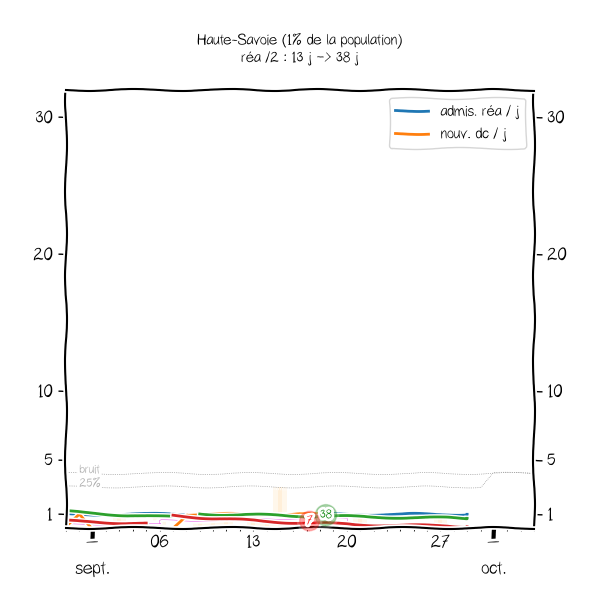 Haute-Savoie (1% de la population)
réa /2 : 13 j -> 38 j
admis. réa / j
nouv. dc / j
30 30
20 20
10 10
5 5
bruit
25%
1 1
7 38
06 13 20 27
sept. oct.